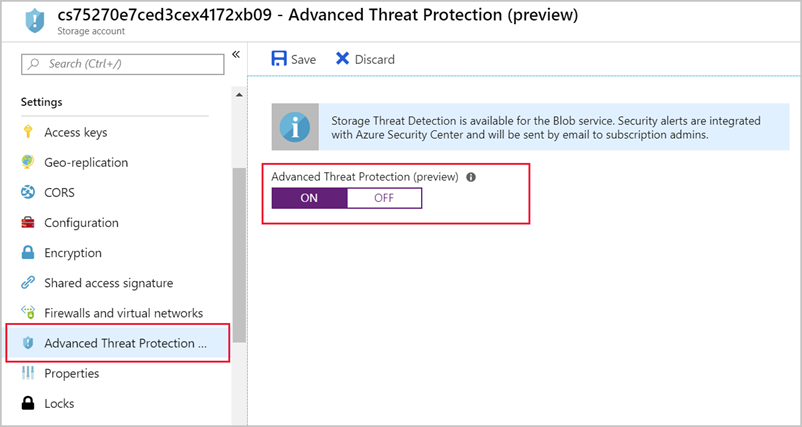 cs75270e7ced3cex4172xb09 - Advanced Threat Protection (preview)
Storage account
Search (Ctrl+/)
Settings
Access keys
Geo-replication
CORS
Configuration
Encryption
Shared access signature
Firewalls and virtual networks
Advanced Threat Protection ...
Properties
Locks
Save Discard
Storage Threat Detection is available for the Blob service. Security alerts are integrated
with Azure Security Center and will be sent by email to subscription admins.
Advanced Threat Protection (preview)
ON OFF